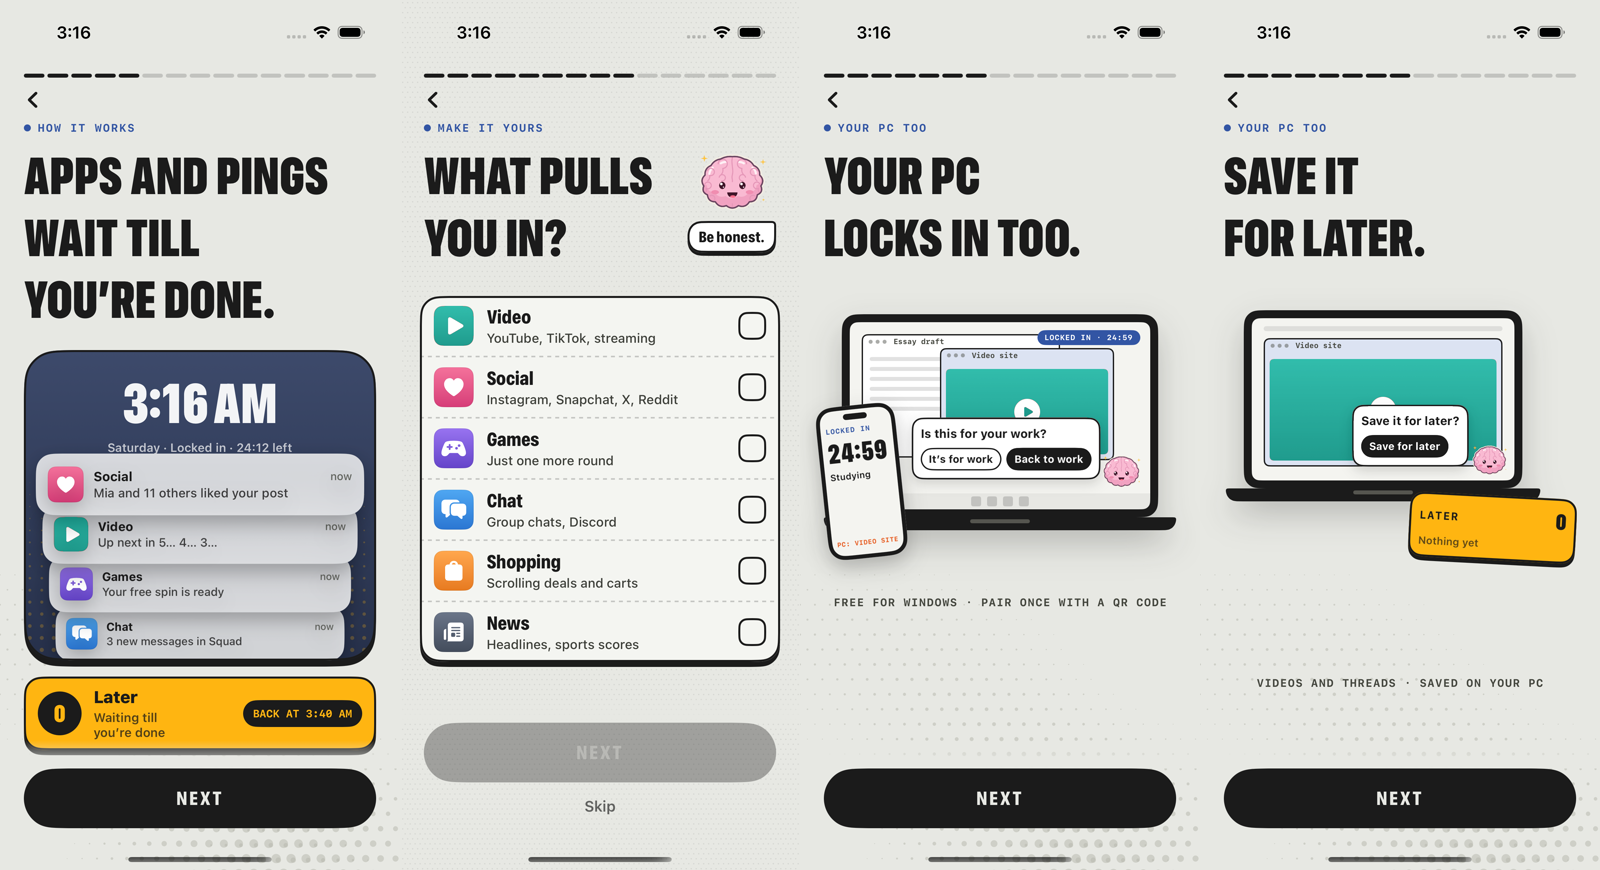 3:16
HOW IT WORKS
APPS AND PINGS
WAIT TILL
YOU'RE DONE.
3:16 AM
Saturday · Locked in · 24:12 left
Social
now
Mia and 11 others liked your post
Video
now
Up next in 5... 4... 3...
Games
now
Your free spin is ready
Chat
now
3 new messages in Squad
0
Later
Waiting till
you're done
BACK AT 3:40 AM
NEXT
3:16
MAKE IT YOURS
WHAT PULLS
YOU IN?
Be honest.
Video
YouTube, TikTok, streaming
Social
Instagram, Snapchat, X, Reddit
Games
Just one more round
Chat
Group chats, Discord
Shopping
Scrolling deals and carts
News
Headlines, sports scores
NEXT
Skip
3:16
YOUR PC TOO
YOUR PC
LOCKS IN TOO.
LOCKED IN · 24:59
Essay draft
Video site
Is this for your work?
It's for work
Back to work
LOCKED IN
24:59
Studying
PC: VIDEO SITE
FREE FOR WINDOWS · PAIR ONCE WITH A QR CODE
NEXT
3:16
YOUR PC TOO
SAVE IT
FOR LATER.
Video site
Save it for later?
Save for later
LATER
0
Nothing yet
VIDEOS AND THREADS · SAVED ON YOUR PC
NEXT